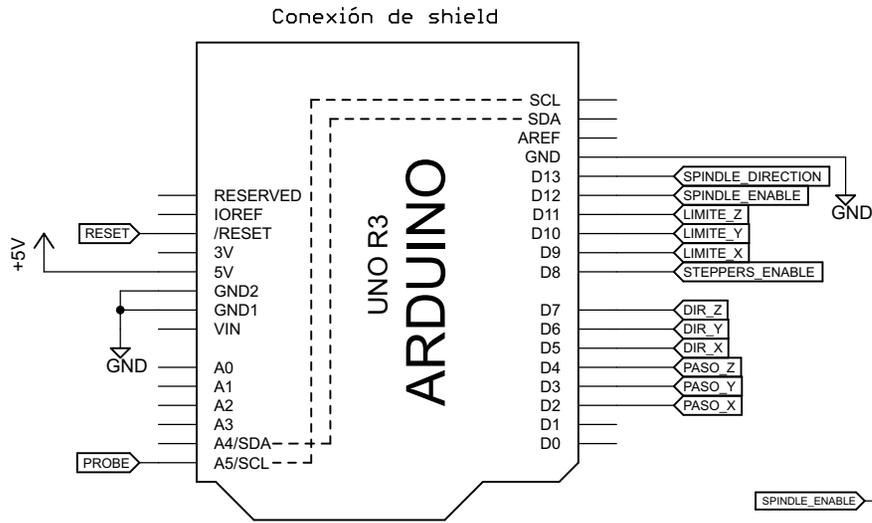 Conexión de shield
SCL
SDA
AREF
GND
D13 SPINDLE_DIRECTION
D12 SPINDLE_ENABLE
GND
D11 LIMITE_Z
D10 LIMITE_Y
D9 LIMITE_X
D8 STEPPERS_ENABLE
D7 DIR_Z
D6 DIR_Y
D5 DIR_X
D4 PASO_Z
D3 PASO_Y
D2 PASO_X
D1
D0
RESERVED
IOREF
RESET /RESET
3V
+5V 5V
GND2
GND1
VIN
GND
A0
A1
A2
A3
A4/SDA
PROBE A5/SCL
UNO R3
ARDUINO
SPINDLE_ENABLE